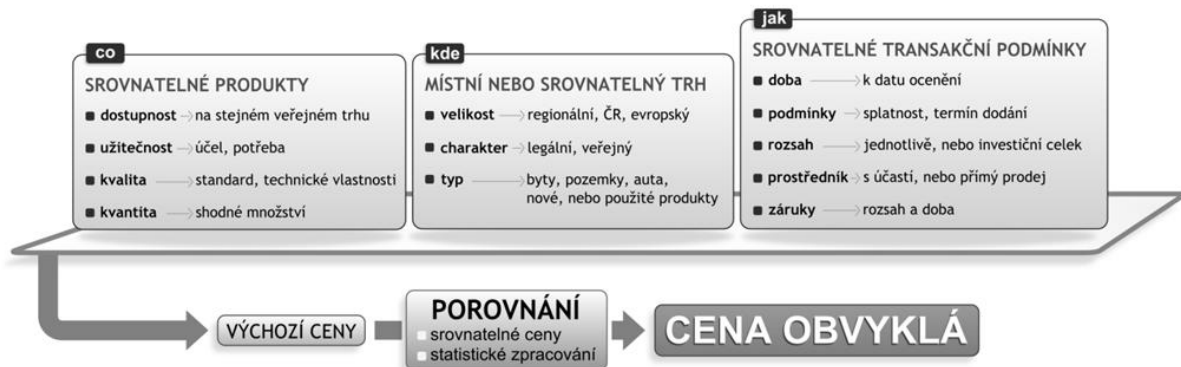 co
SROVNATELNÉ PRODUKTY
dostupnost → na stejném veřejném trhu
užitečnost → účel, potřeba
kvalita → standard, technické vlastnosti
kvantita → shodné množství
kde
MÍSTNÍ NEBO SROVNATELNÝ TRH
velikost → regionální, ČR, evropský
charakter → legální, veřejný
typ → byty, pozemky, auta,
nové, nebo použité produkty
jak
SROVNATELNÉ TRANSAKČNÍ PODMÍNKY
doba → k datu ocenění
podmínky → splatnost, termín dodání
rozsah → jednotlivě, nebo investiční celek
prostředník → s účastí, nebo přímý prodej
záruky → rozsah a doba
VÝCHOZÍ CENY
POROVNÁNÍ
srovnatelné ceny
statistické zpracování
CENA OBVYKLÁ